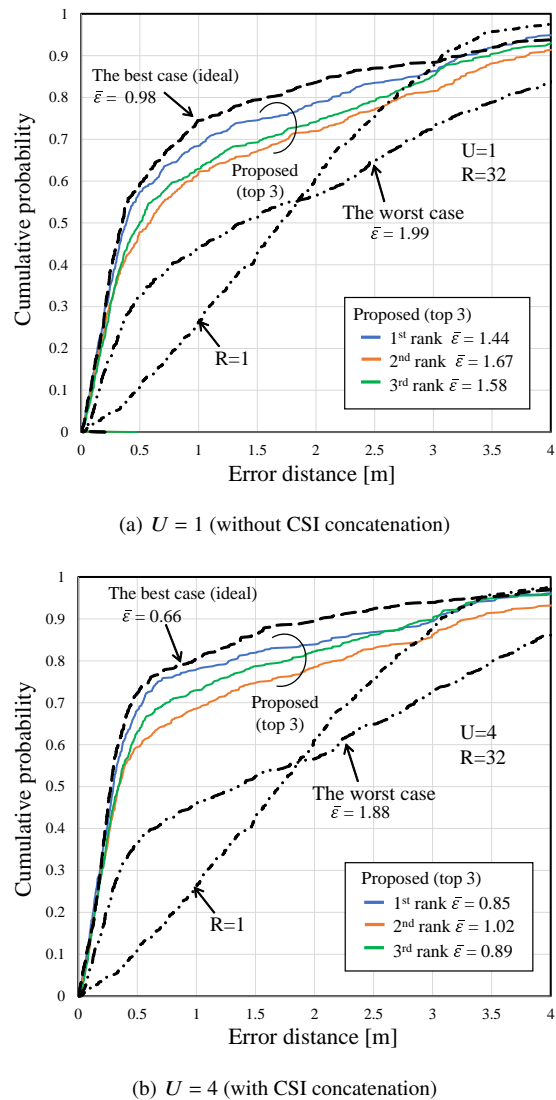 1
0.9
0.8
0.7
0.6
0.5
0.4
0.3
0.2
0.1
0
Cumulative probability
The best case (ideal)
ε̄ = 0.98
Proposed
(top 3)
U=1
R=32
The worst case
ε̄ = 1.99
R=1
Proposed (top 3)
1st rank ε̄ = 1.44
2nd rank ε̄ = 1.67
3rd rank ε̄ = 1.58
0 0.5 1 1.5 2 2.5 3 3.5 4
Error distance [m]
(a) U = 1 (without CSI concatenation)
1
0.9
0.8
0.7
0.6
0.5
0.4
0.3
0.2
0.1
0
Cumulative probability
The best case (ideal)
ε̄ = 0.66
Proposed
(top 3)
U=4
R=32
The worst case
ε̄ = 1.88
R=1
Proposed (top 3)
1st rank ε̄ = 0.85
2nd rank ε̄ = 1.02
3rd rank ε̄ = 0.89
0 0.5 1 1.5 2 2.5 3 3.5 4
Error distance [m]
(b) U = 4 (with CSI concatenation)